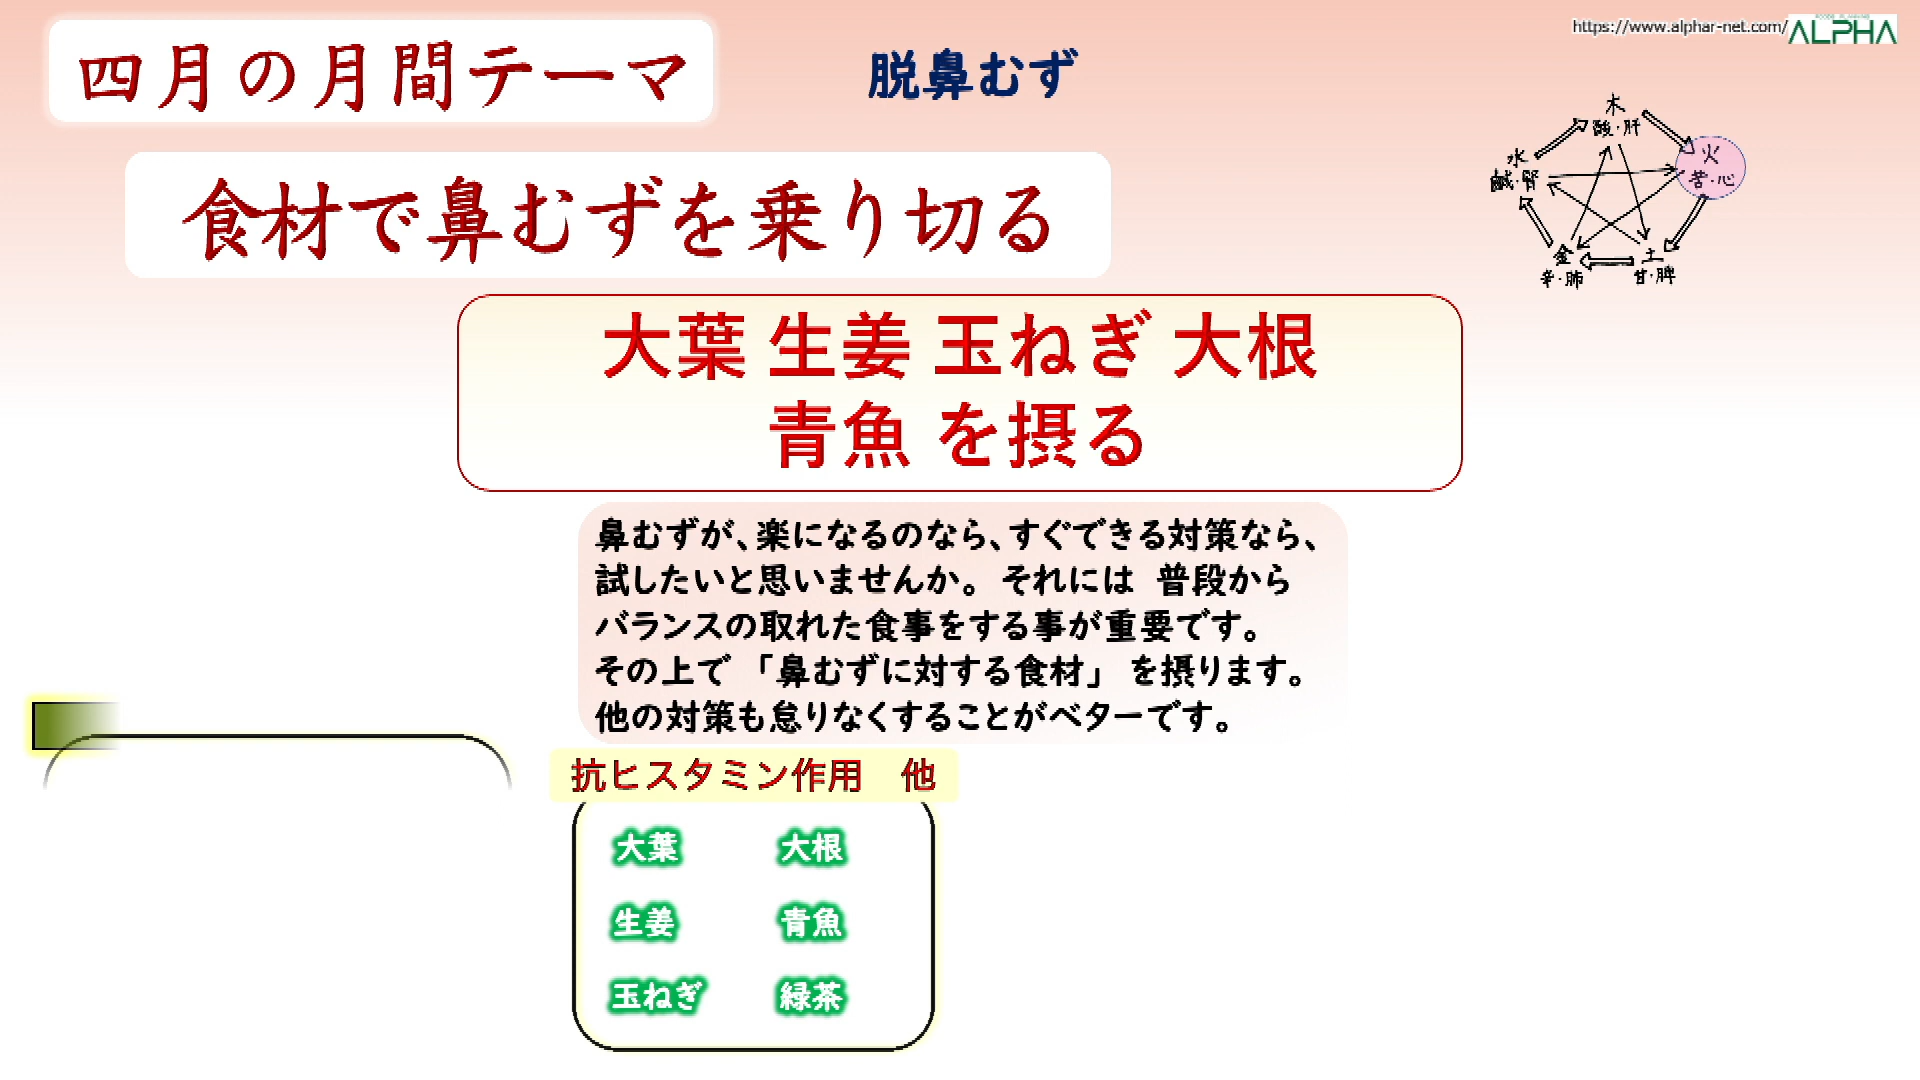 四月の月間テーマ
脱鼻むず
https://www.alphar-net.com/
ALPHA
食材で鼻むずを乗り切る
木
酸・肝
火
苦・心
水
鹹・腎
金
辛・肺
土
甘・脾
大葉 生姜 玉ねぎ 大根
青魚 を摂る
鼻むずが、楽になるのなら、すぐできる対策なら、
試したいと思いませんか。 それには 普段から
バランスの取れた食事をする事が重要です。
その上で 「鼻むずに対する食材」 を摂ります。
他の対策も怠りなくすることがベターです。
抗ヒスタミン作用 他
大葉 大根
生姜 青魚
玉ねぎ 緑茶